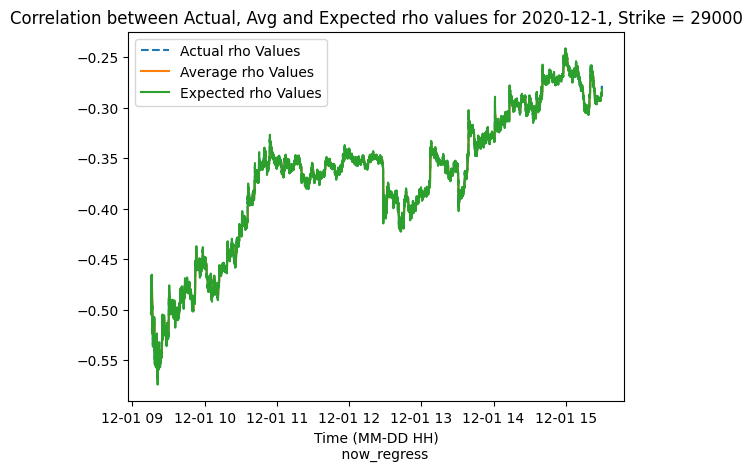 Correlation between Actual, Avg and Expected rho values for 2020-12-1, Strike = 29000
Actual rho Values
Average rho Values
Expected rho Values
−0.25
−0.30
−0.35
−0.40
−0.45
−0.50
−0.55
12-01 09 12-01 10 12-01 11 12-01 12 12-01 13 12-01 14 12-01 15
Time (MM-DD HH)
now_regress